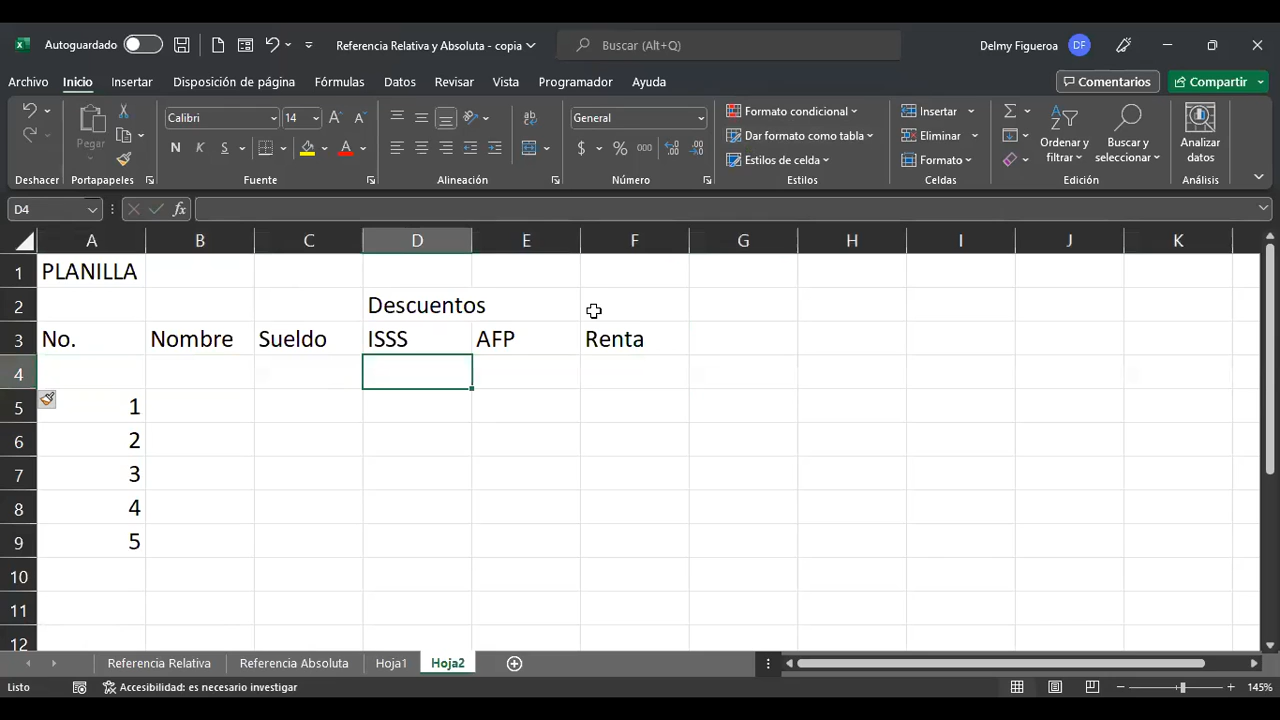 Autoguardado
Referencia Relativa y Absoluta - copia
Buscar (Alt+Q)
Delmy Figueroa
DF
Archivo Inicio Insertar Disposición de página Fórmulas Datos Revisar Vista Programador Ayuda
Comentarios
Compartir
Pegar
Calibri 14
N K S
General
$ % 000
Formato condicional
Dar formato como tabla
Estilos de celda
Insertar
Eliminar
Formato
Ordenar y filtrar
Buscar y seleccionar
Analizar datos
Deshacer Portapapeles Fuente Alineación Número Estilos Celdas Edición Análisis
D4
fx
A B C D E F G H I J K
1 PLANILLA
2 Descuentos
3 No. Nombre Sueldo ISSS AFP Renta
4
5 1
6 2
7 3
8 4
9 5
10
11
12
Referencia Relativa Referencia Absoluta Hoja1 Hoja2
Listo Accesibilidad: es necesario investigar 145%